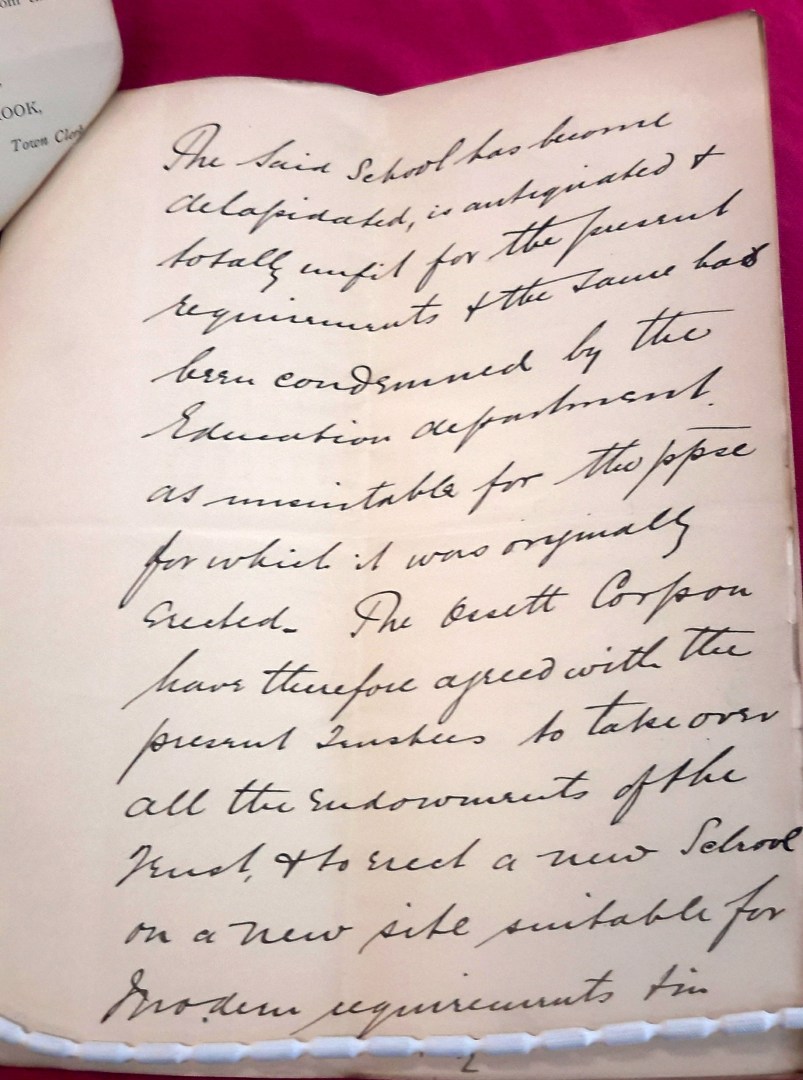 OOK,
Town Clerk
The said School has become
delapidated, is antiquated &
totally unfit for the present
requirements & the same has
been condemned by the
Education department.
as unsuitable for the ppse
for which it was originally
Erected. The Ossett Corpon
have therefore agreed with the
present Trustees to take over
all the Endowments of the
Trust, & to erect a new School
on a new site suitable for
Modern requirements & in